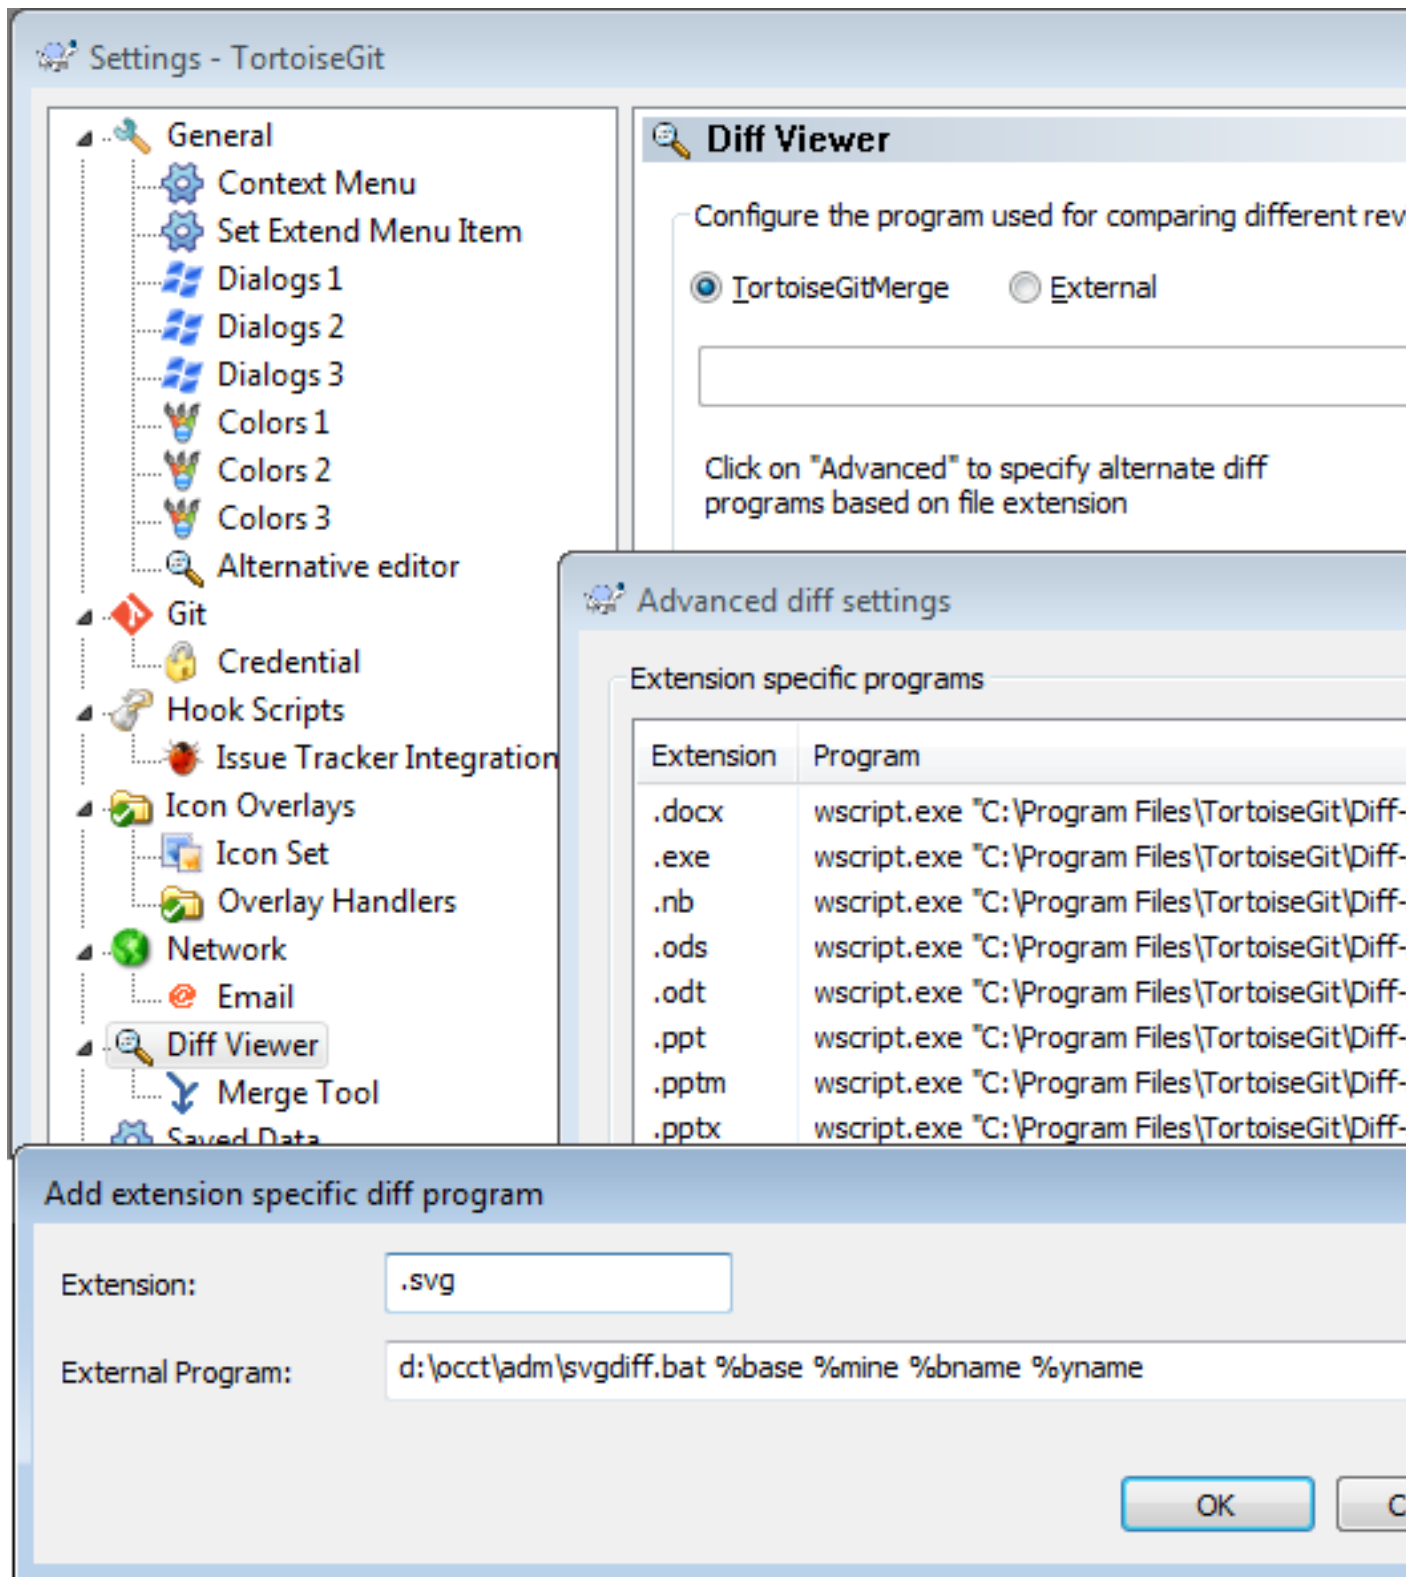 Settings - TortoiseGit
General
Context Menu
Set Extend Menu Item
Dialogs 1
Dialogs 2
Dialogs 3
Colors 1
Colors 2
Colors 3
Alternative editor
Git
Credential
Hook Scripts
Issue Tracker Integration
Icon Overlays
Icon Set
Overlay Handlers
Network
Email
Diff Viewer
Merge Tool
Saved Data
Diff Viewer
Configure the program used for comparing different rev
TortoiseGitMerge External
Click on "Advanced" to specify alternate diff
programs based on file extension
Advanced diff settings
Extension specific programs
Extension Program
.docx wscript.exe "C:\Program Files\TortoiseGit\Diff-
.exe wscript.exe "C:\Program Files\TortoiseGit\Diff-
.nb wscript.exe "C:\Program Files\TortoiseGit\Diff-
.ods wscript.exe "C:\Program Files\TortoiseGit\Diff-
.odt wscript.exe "C:\Program Files\TortoiseGit\Diff-
.ppt wscript.exe "C:\Program Files\TortoiseGit\Diff-
.pptm wscript.exe "C:\Program Files\TortoiseGit\Diff-
.pptx wscript.exe "C:\Program Files\TortoiseGit\Diff-
Add extension specific diff program
Extension: .svg
External Program: d:\occt\adm\svgdiff.bat %base %mine %bname %yname
OK C